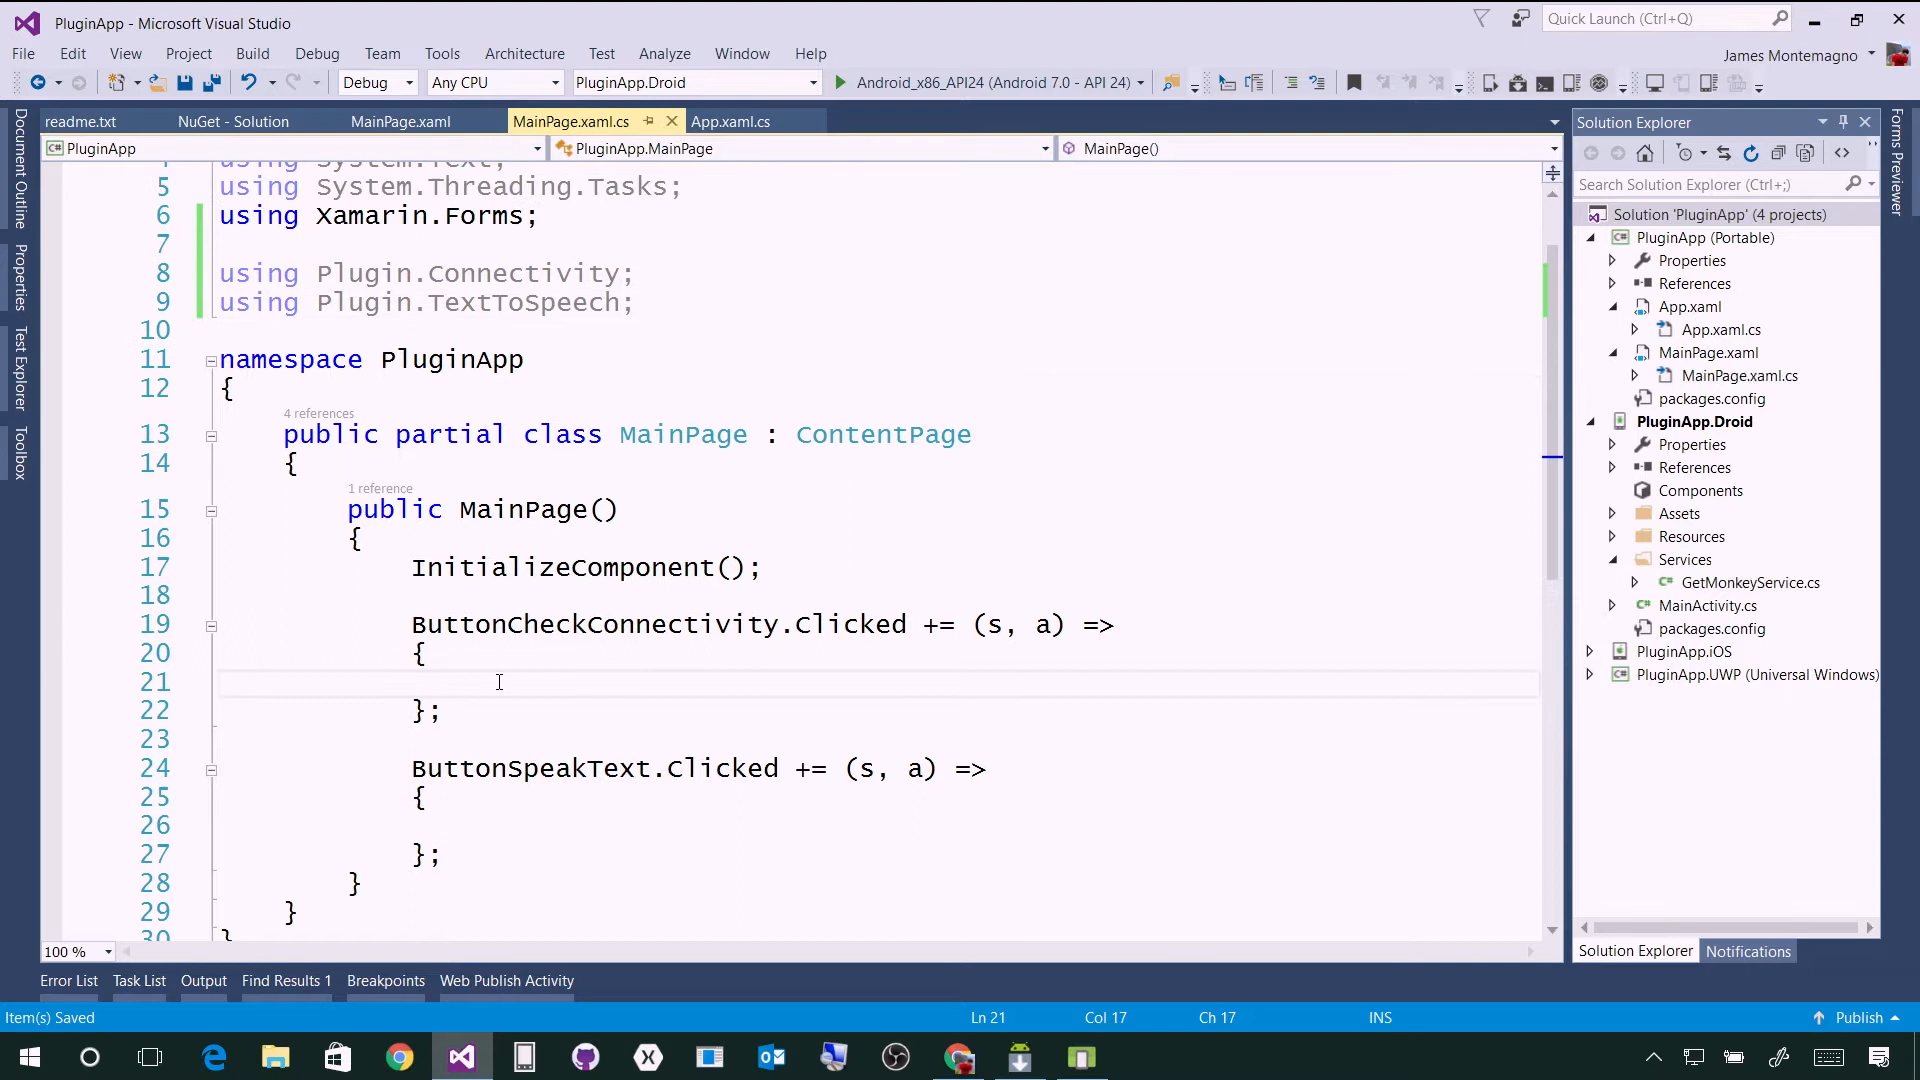 PluginApp - Microsoft Visual Studio
Quick Launch (Ctrl+Q)
File Edit View Project Build Debug Team Tools Architecture Test Analyze Window Help
James Montemagno
Debug Any CPU PluginApp.Droid Android_x86_API24 (Android 7.0 - API 24)
readme.txt NuGet - Solution MainPage.xaml MainPage.xaml.cs App.xaml.cs
PluginApp PluginApp.MainPage MainPage()
Document Outline
Properties
Test Explorer
Toolbox
4 using System.Text;
5 using System.Threading.Tasks;
6 using Xamarin.Forms;
7
8 using Plugin.Connectivity;
9 using Plugin.TextToSpeech;
10
11 namespace PluginApp
12 {
4 references
13 public partial class MainPage : ContentPage
14 {
1 reference
15 public MainPage()
16 {
17 InitializeComponent();
18
19 ButtonCheckConnectivity.Clicked += (s, a) =>
20 {
21
22 };
23
24 ButtonSpeakText.Clicked += (s, a) =>
25 {
26
27 };
28 }
29 }
30 }
100 %
Solution Explorer
Search Solution Explorer (Ctrl+;)
Solution 'PluginApp' (4 projects)
PluginApp (Portable)
Properties
References
App.xaml
App.xaml.cs
MainPage.xaml
MainPage.xaml.cs
packages.config
PluginApp.Droid
Properties
References
Components
Assets
Resources
Services
GetMonkeyService.cs
MainActivity.cs
packages.config
PluginApp.iOS
PluginApp.UWP (Universal Windows)
Solution Explorer Notifications
Forms Previewer
Error List Task List Output Find Results 1 Breakpoints Web Publish Activity
Item(s) Saved Ln 21 Col 17 Ch 17 INS Publish